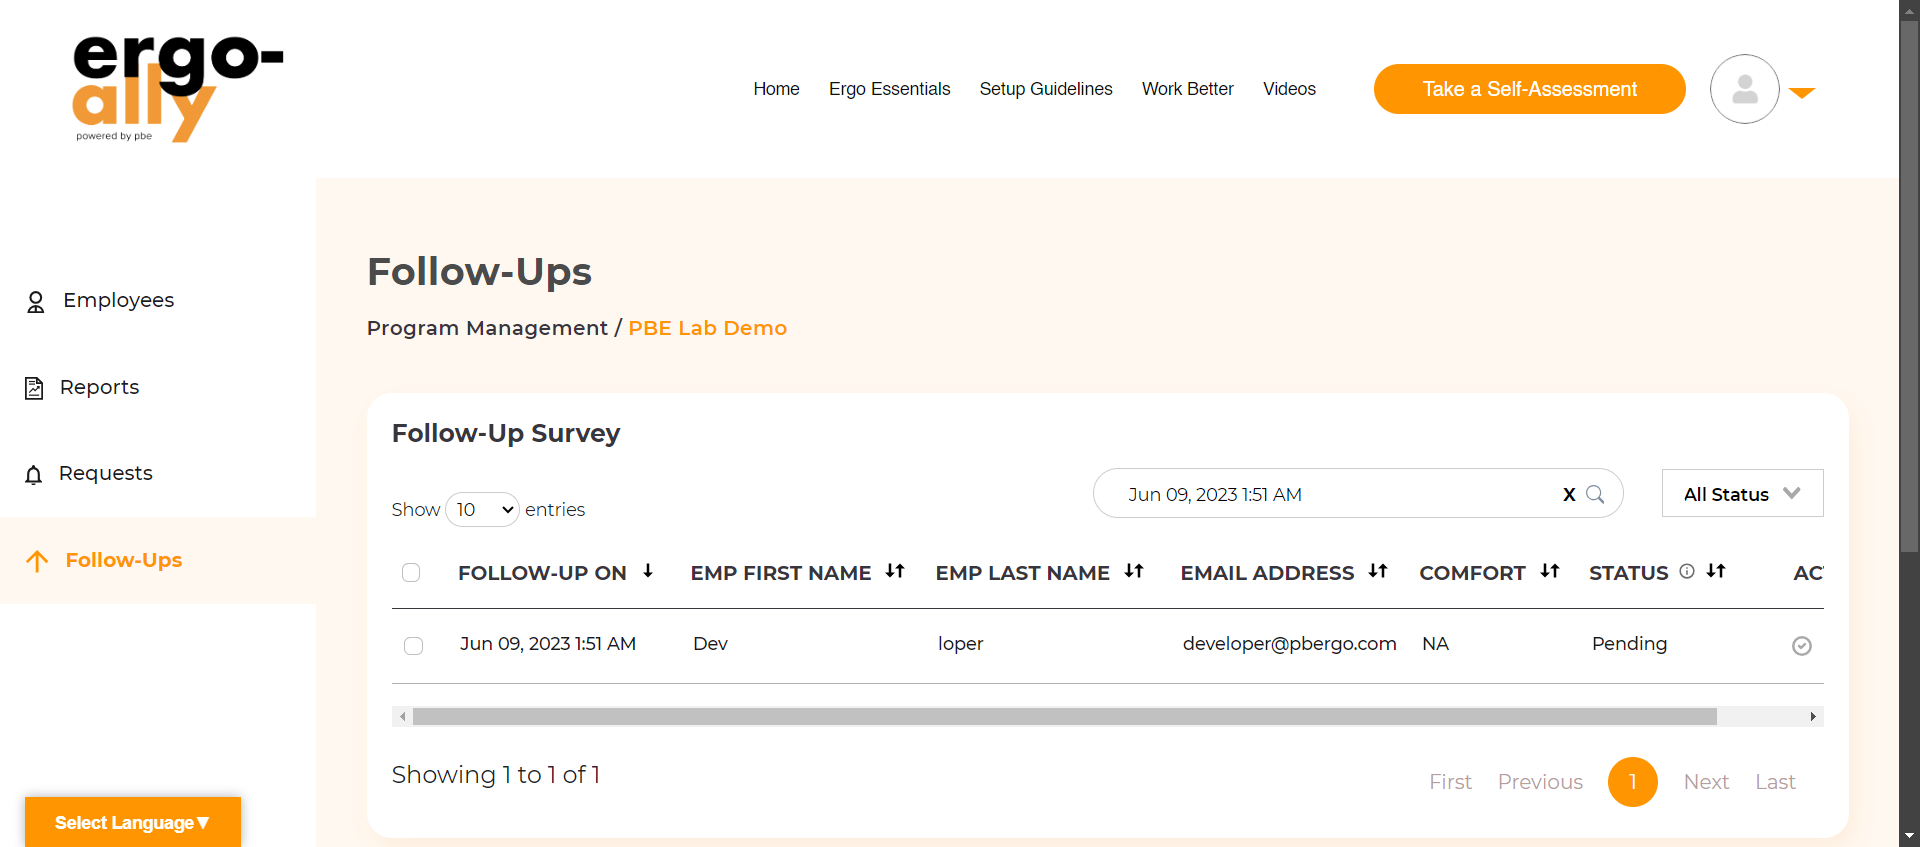 ergo-
ally
powered by pbe
Home
Ergo Essentials
Setup Guidelines
Work Better
Videos
Take a Self-Assessment
Employees
Reports
Requests
Follow-Ups
Select Language▼
Follow-Ups
Program Management / PBE Lab Demo
Follow-Up Survey
Show 10 entries
Jun 09, 2023 1:51 AM X
All Status
FOLLOW-UP ON EMP FIRST NAME EMP LAST NAME EMAIL ADDRESS COMFORT STATUS AC
Jun 09, 2023 1:51 AM Dev loper developer@pbergo.com NA Pending
Showing 1 to 1 of 1
First Previous 1 Next Last